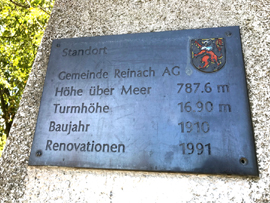 Standort
Gemeinde Reinach AG
Höhe über Meer 787.6 m
Turmhöhe 16.90 m
Baujahr 1910
Renovationen 1991